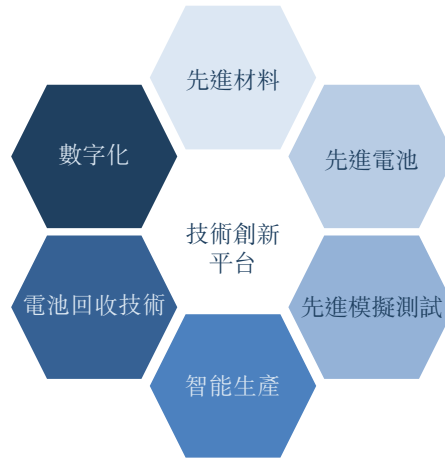 先進材料
數字化
先進電池
技術創新
平台
電池回收技術
先進模擬測試
智能生產